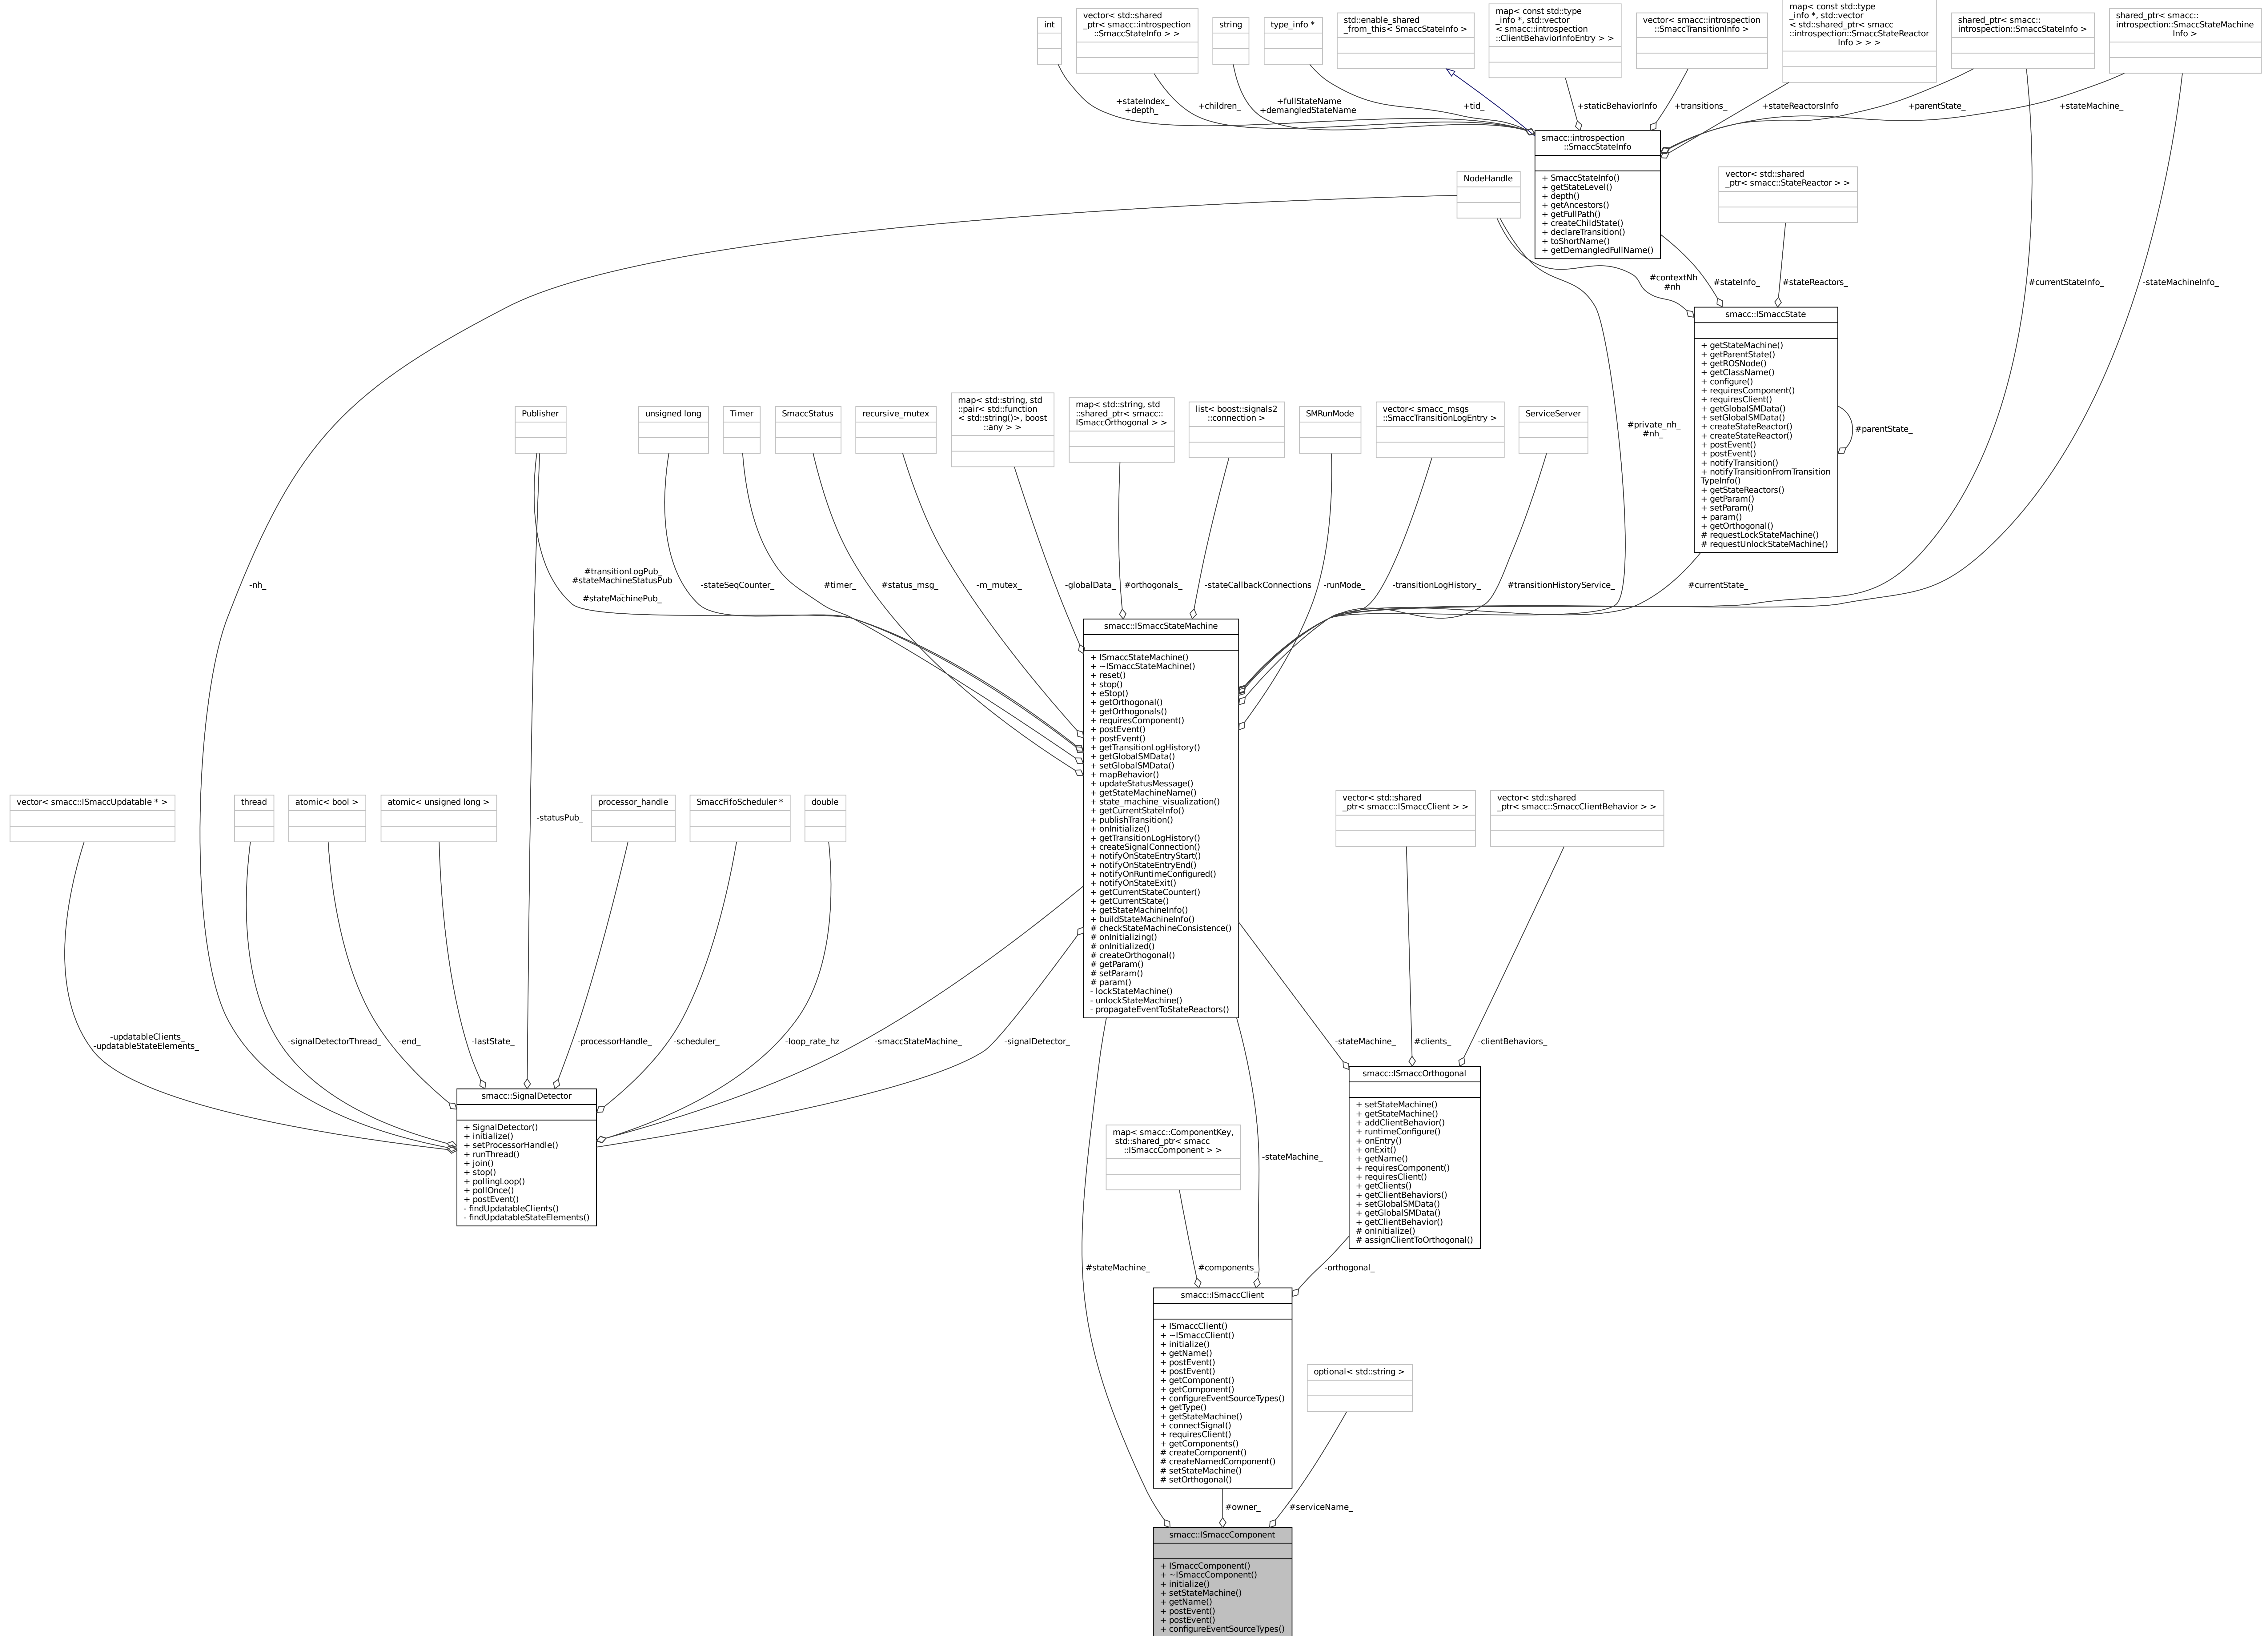 int
vector< std::shared
_ptr< smacc::introspection
::SmaccStateInfo > >
string
type_info *
std::enable_shared
_from_this< SmaccStateInfo >
map< const std::type
_info *, std::vector
< smacc::introspection
::ClientBehaviorInfoEntry > >
vector< smacc::introspection
::SmaccTransitionInfo >
map< const std::type
_info *, std::vector
< std::shared_ptr< smacc
::introspection::SmaccStateReactor
Info > > >
shared_ptr< smacc::
introspection::SmaccStateInfo >
shared_ptr< smacc::
introspection::SmaccStateMachine
Info >
+stateIndex_
+depth_
+children_
+fullStateName
+demangledStateName
+tid_
+staticBehaviorInfo
+transitions_
+stateReactorsInfo
+parentState_
+stateMachine_
smacc::introspection
::SmaccStateInfo
+ SmaccStateInfo()
+ getStateLevel()
+ depth()
+ getAncestors()
+ getFullPath()
+ createChildState()
+ declareTransition()
+ toShortName()
+ getDemangledFullName()
NodeHandle
vector< std::shared
_ptr< smacc::StateReactor > >
#contextNh
#nh
#stateInfo_
#stateReactors_
#currentStateInfo_
-stateMachineInfo_
smacc::ISmaccState
+ getStateMachine()
+ getParentState()
+ getROSNode()
+ getClassName()
+ configure()
+ requiresComponent()
+ requiresClient()
+ getGlobalSMData()
+ setGlobalSMData()
+ createStateReactor()
+ createStateReactor()
+ postEvent()
+ postEvent()
+ notifyTransition()
+ notifyTransitionFromTransition
TypeInfo()
+ getStateReactors()
+ getParam()
+ setParam()
+ param()
+ getOrthogonal()
# requestLockStateMachine()
# requestUnlockStateMachine()
#parentState_
Publisher
unsigned long
Timer
SmaccStatus
recursive_mutex
map< std::string, std
::pair< std::function
< std::string()>, boost
::any > >
map< std::string, std
::shared_ptr< smacc::
ISmaccOrthogonal > >
list< boost::signals2
::connection >
SMRunMode
vector< smacc_msgs
::SmaccTransitionLogEntry >
ServiceServer
#private_nh_
#nh_
-nh_
#transitionLogPub_
#stateMachineStatusPub
_
#stateMachinePub_
-stateSeqCounter_
#timer_
#status_msg_
-m_mutex_
-globalData_
#orthogonals_
-stateCallbackConnections
-runMode_
-transitionLogHistory_
#transitionHistoryService_
#currentState_
smacc::ISmaccStateMachine
+ ISmaccStateMachine()
+ ~ISmaccStateMachine()
+ reset()
+ stop()
+ eStop()
+ getOrthogonal()
+ getOrthogonals()
+ requiresComponent()
+ postEvent()
+ postEvent()
+ getTransitionLogHistory()
+ getGlobalSMData()
+ setGlobalSMData()
+ mapBehavior()
+ updateStatusMessage()
+ getStateMachineName()
+ state_machine_visualization()
+ getCurrentStateInfo()
+ publishTransition()
+ onInitialize()
+ getTransitionLogHistory()
+ createSignalConnection()
+ notifyOnStateEntryStart()
+ notifyOnStateEntryEnd()
+ notifyOnRuntimeConfigured()
+ notifyOnStateExit()
+ getCurrentStateCounter()
+ getCurrentState()
+ getStateMachineInfo()
+ buildStateMachineInfo()
# checkStateMachineConsistence()
# onInitializing()
# onInitialized()
# createOrthogonal()
# getParam()
# setParam()
# param()
- lockStateMachine()
- unlockStateMachine()
- propagateEventToStateReactors()
vector< smacc::ISmaccUpdatable * >
thread
atomic< bool >
atomic< unsigned long >
-statusPub_
processor_handle
SmaccFifoScheduler *
double
vector< std::shared
_ptr< smacc::ISmaccClient > >
vector< std::shared
_ptr< smacc::SmaccClientBehavior > >
-updatableClients_
-updatableStateElements_
-signalDetectorThread_
-end_
-lastState_
-processorHandle_
-scheduler_
-loop_rate_hz
-smaccStateMachine_
-signalDetector_
-stateMachine_
#clients_
-clientBehaviors_
smacc::SignalDetector
+ SignalDetector()
+ initialize()
+ setProcessorHandle()
+ runThread()
+ join()
+ stop()
+ pollingLoop()
+ pollOnce()
+ postEvent()
- findUpdatableClients()
- findUpdatableStateElements()
smacc::ISmaccOrthogonal
+ setStateMachine()
+ getStateMachine()
+ addClientBehavior()
+ runtimeConfigure()
+ onEntry()
+ onExit()
+ getName()
+ requiresComponent()
+ requiresClient()
+ getClients()
+ getClientBehaviors()
+ setGlobalSMData()
+ getGlobalSMData()
+ getClientBehavior()
# onInitialize()
# assignClientToOrthogonal()
map< smacc::ComponentKey,
std::shared_ptr< smacc
::ISmaccComponent > >
-stateMachine_
#stateMachine_
#components_
-orthogonal_
smacc::ISmaccClient
+ ISmaccClient()
+ ~ISmaccClient()
+ initialize()
+ getName()
+ postEvent()
+ postEvent()
+ getComponent()
+ getComponent()
+ configureEventSourceTypes()
+ getType()
+ getStateMachine()
+ connectSignal()
+ requiresClient()
+ getComponents()
# createComponent()
# createNamedComponent()
# setStateMachine()
# setOrthogonal()
optional< std::string >
#owner_
#serviceName_
smacc::ISmaccComponent
+ ISmaccComponent()
+ ~ISmaccComponent()
+ initialize()
+ setStateMachine()
+ getName()
+ postEvent()
+ postEvent()
+ configureEventSourceTypes()